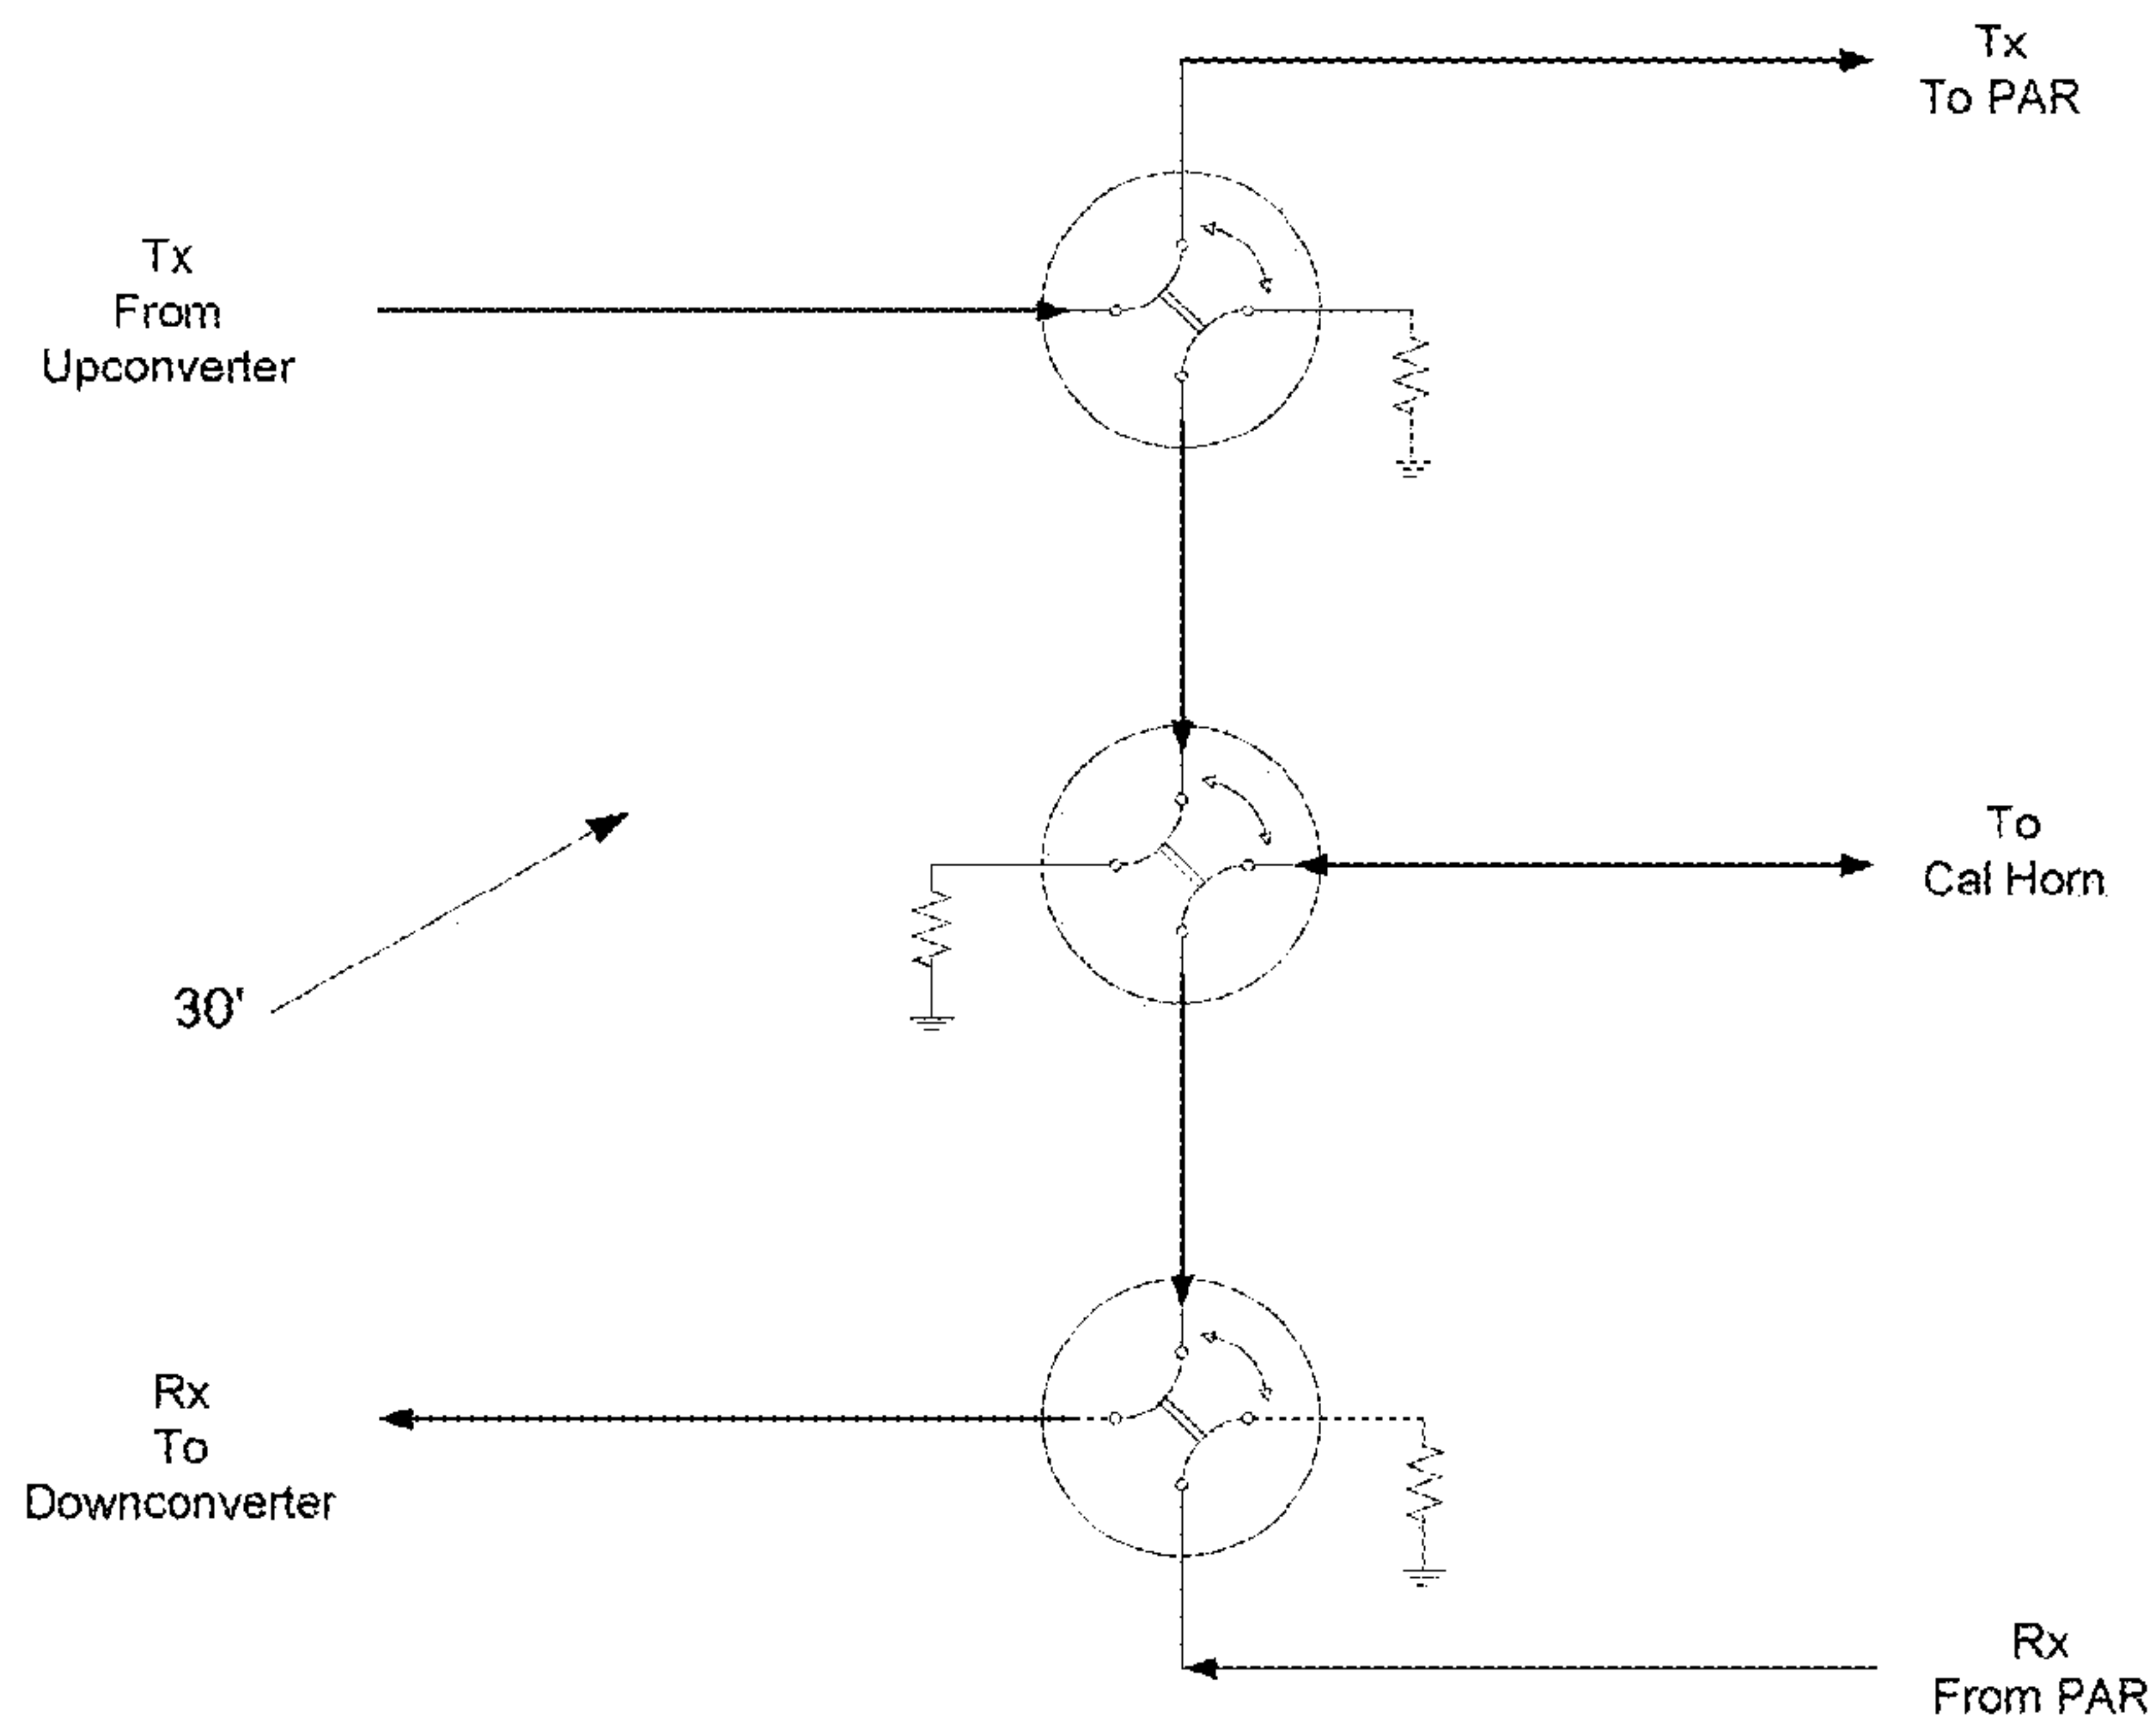 Tx
To PAR
Tx
From
Upconverter
To
Cal Horn
30'
Rx
To
Downconverter
Rx
From PAR